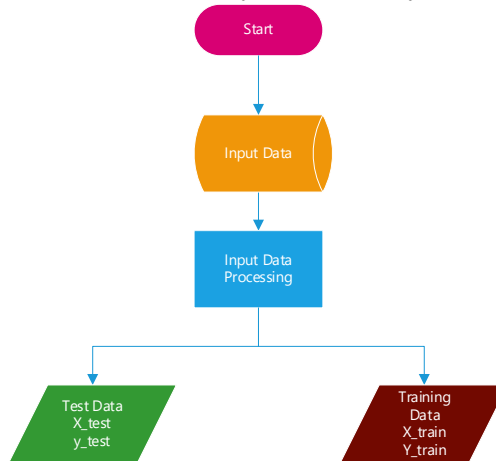 Start
Input Data
Input Data
Processing
Test Data
X_test
y_test
Training
Data
X_train
Y_train